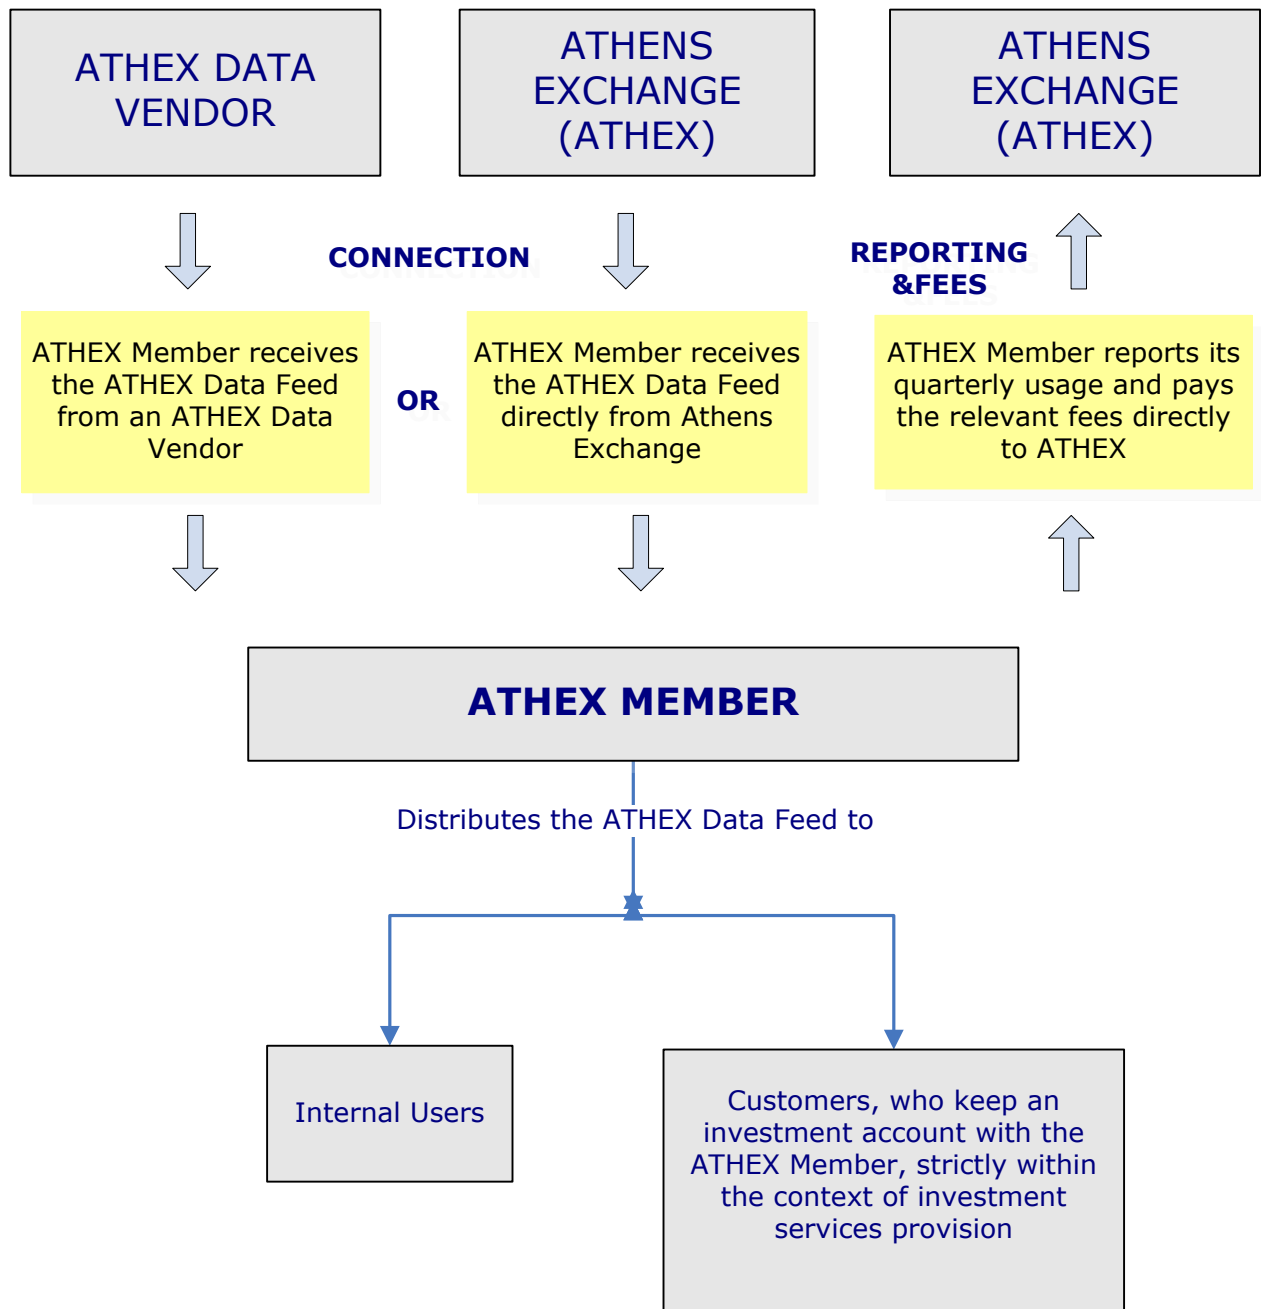 ATHEX DATA
VENDOR
ATHENS
EXCHANGE
(ATHEX)
ATHENS
EXCHANGE
(ATHEX)
CONNECTION
REPORTING
&FEES
ATHEX Member receives
the ATHEX Data Feed
from an ATHEX Data
Vendor
OR
ATHEX Member receives
the ATHEX Data Feed
directly from Athens
Exchange
ATHEX Member reports its
quarterly usage and pays
the relevant fees directly
to ATHEX
ATHEX MEMBER
Distributes the ATHEX Data Feed to
Internal Users
Customers, who keep an
investment account with the
ATHEX Member, strictly within
the context of investment
services provision